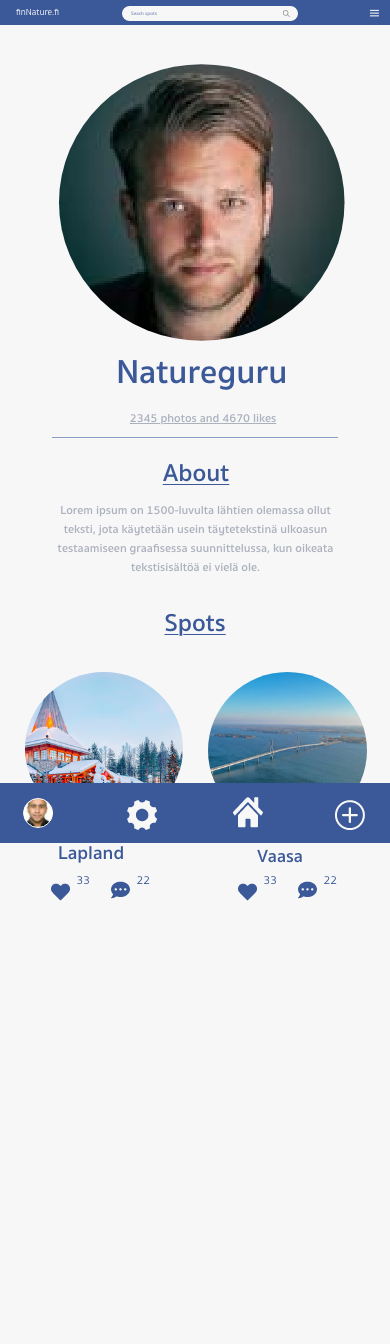 finNature.fi
Seach spots
Natureguru
2345 photos and 4670 likes
About
Lorem ipsum on 1500-luvulta lähtien olemassa ollut
teksti, jota käytetään usein täytetekstinä ulkoasun
testaamiseen graafisessa suunnittelussa, kun oikeata
tekstisisältöä ei vielä ole.
Spots
Lapland
Vaasa
33 22
33 22